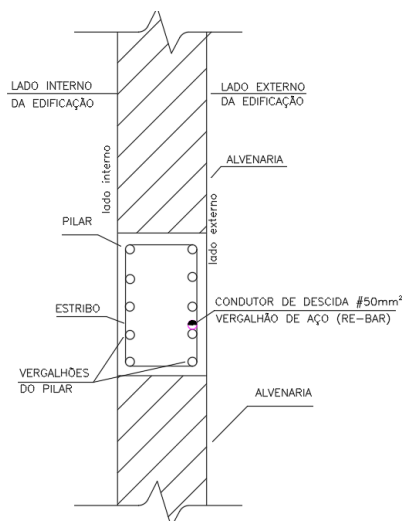 LADO INTERNO
DA EDIFICAÇÃO
LADO EXTERNO
DA EDIFICAÇÃO
lado interno
ALVENARIA
lado externo
PILAR
ESTRIBO
CONDUTOR DE DESCIDA #50mm²
VERGALHÃO DE AÇO (RE-BAR)
VERGALHÕES
DO PILAR
ALVENARIA